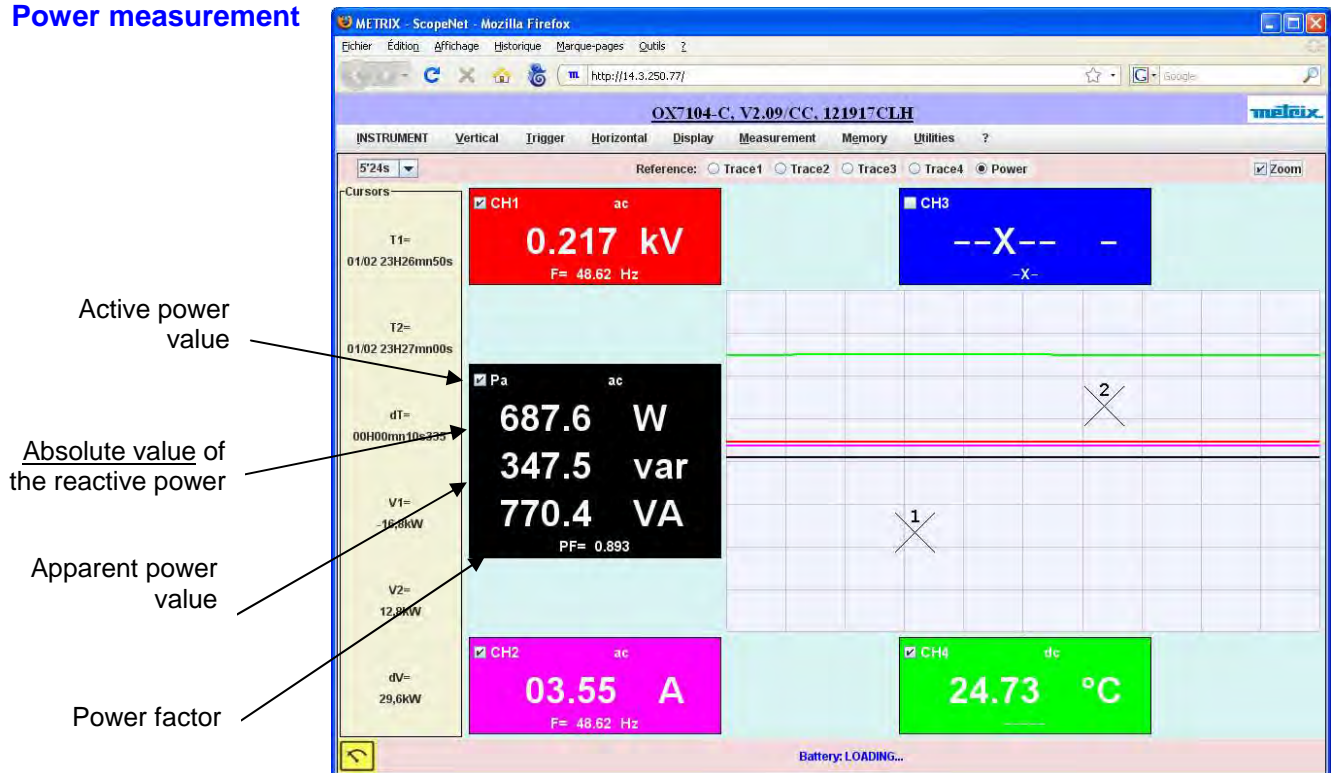 Power measurement
METRIX - ScopeNet - Mozilla Firefox
Fichier Édition Affichage Historique Marque-pages Outils ?
m http://14.3.250.77/ G Google
OX7104-C, V2.09/CC, 121917CLH
metrix
INSTRUMENT Vertical Trigger Horizontal Display Measurement Memory Utilities ?
5'24s Reference: Trace1 Trace2 Trace3 Trace4 Power Zoom
Cursors
T1=
01/02 23H26mn50s
T2=
01/02 23H27mn00s
dT=
00H00mn10s335
V1=
-16,8kW
V2=
12,8kW
dV=
29,6kW
CH1 ac
0.217 kV
F= 48.62 Hz
CH3
--X-- -
-X-
Active power
value
Absolute value of
the reactive power
Apparent power
value
Power factor
Pa ac
687.6 W
347.5 var
770.4 VA
PF= 0.893
2
1
CH2 ac
03.55 A
F= 48.62 Hz
CH4 dc
24.73 °C
-----
Battery: LOADING...